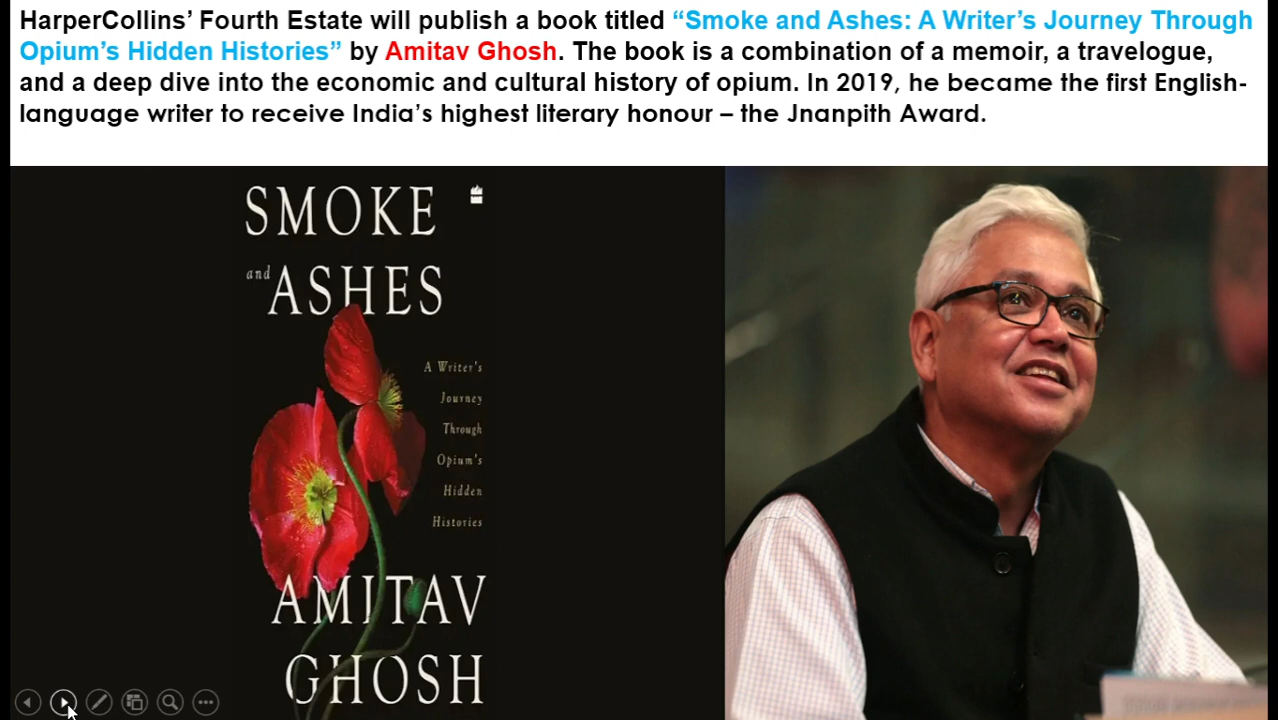 HarperCollins’ Fourth Estate will publish a book titled “Smoke and Ashes: A Writer’s Journey Through
Opium’s Hidden Histories” by Amitav Ghosh. The book is a combination of a memoir, a travelogue,
and a deep dive into the economic and cultural history of opium. In 2019, he became the first English-
language writer to receive India’s highest literary honour – the Jnanpith Award.
SMOKE
and ASHES
A Writer's
Journey
Through
Opium's
Hidden
Histories
AMITAV
GHOSH